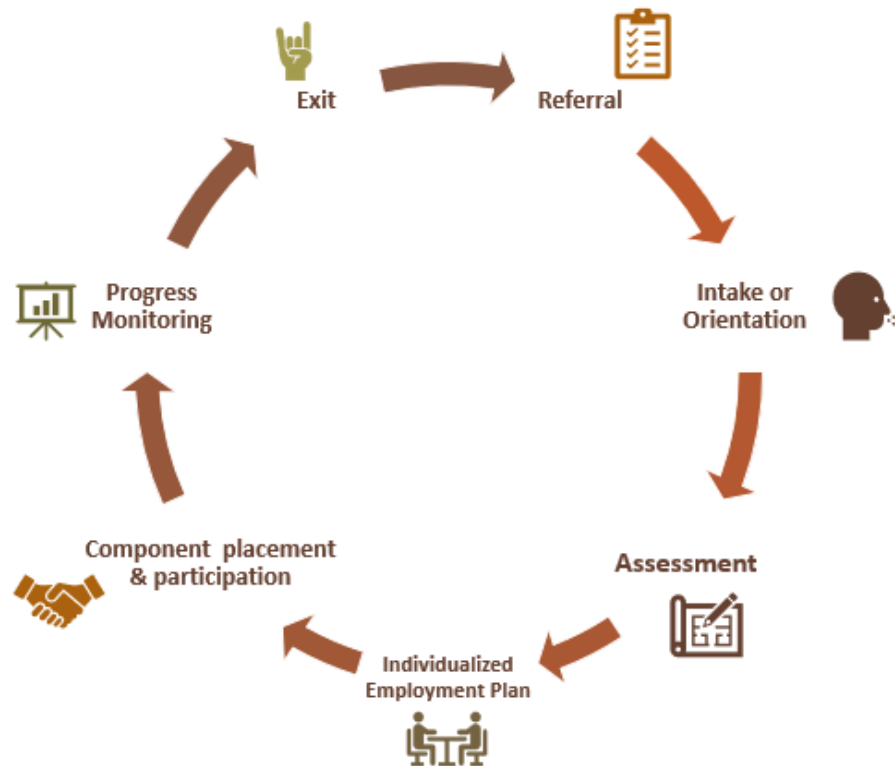 Exit
Referral
Intake or
Orientation
Assessment
Individualized
Employment Plan
Component placement
& participation
Progress
Monitoring